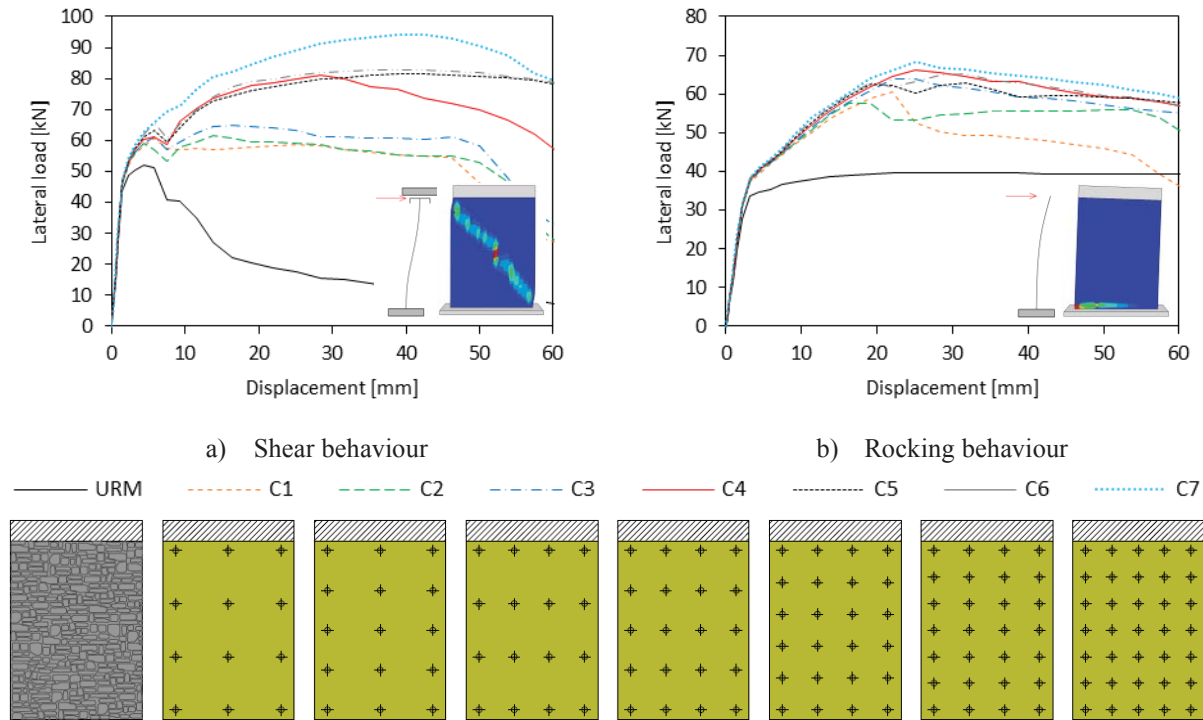 100
90
80
70
60
50
40
30
20
10
0
Lateral load [kN]
0 10 20 30 40 50 60
Displacement [mm]
a) Shear behaviour
80
70
60
50
40
30
20
10
0
Lateral load [kN]
0 10 20 30 40 50 60
Displacement [mm]
b) Rocking behaviour
URM C1 C2 C3 C4 C5 C6 C7